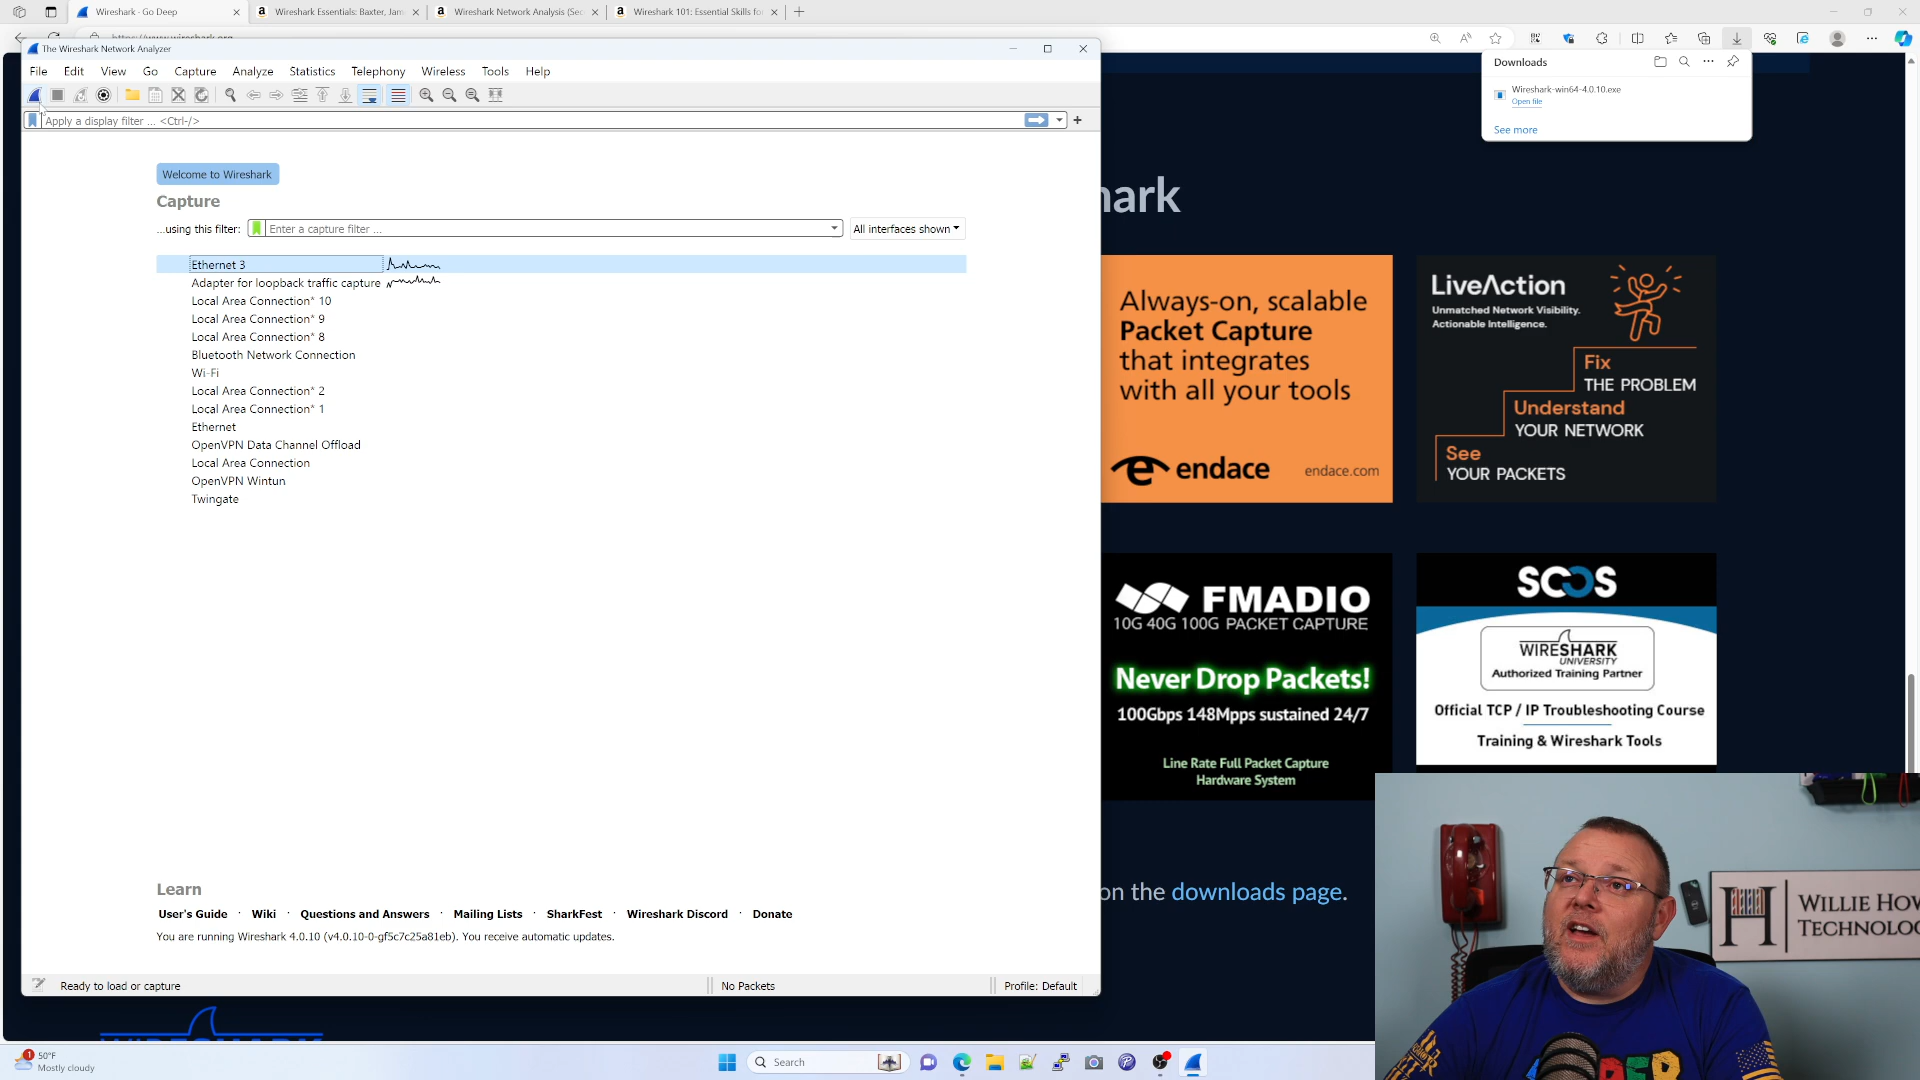 Wireshark · Go Deep
Wireshark Essentials: Baxter, Jam
Wireshark Network Analysis (Sec
Wireshark 101: Essential Skills fo
The Wireshark Network Analyzer
File Edit View Go Capture Analyze Statistics Telephony Wireless Tools Help
Apply a display filter ... <Ctrl-/>
Welcome to Wireshark
Capture
...using this filter:
Enter a capture filter ...
All interfaces shown
Ethernet 3
Adapter for loopback traffic capture
Local Area Connection* 10
Local Area Connection* 9
Local Area Connection* 8
Bluetooth Network Connection
Wi-Fi
Local Area Connection* 2
Local Area Connection* 1
Ethernet
OpenVPN Data Channel Offload
Local Area Connection
OpenVPN Wintun
Twingate
Learn
User's Guide · Wiki · Questions and Answers · Mailing Lists · SharkFest · Wireshark Discord · Donate
You are running Wireshark 4.0.10 (v4.0.10-0-gf5c7c25a81eb). You receive automatic updates.
Ready to load or capture
No Packets
Profile: Default
Downloads
Wireshark-win64-4.0.10.exe
Open file
See more
hark
Always-on, scalable
Packet Capture
that integrates
with all your tools
endace
endace.com
LiveAction
Unmatched Network Visibility.
Actionable Intelligence.
Fix
THE PROBLEM
Understand
YOUR NETWORK
See
YOUR PACKETS
FMADIO
10G 40G 100G PACKET CAPTURE
Never Drop Packets!
100Gbps 148Mpps sustained 24/7
Line Rate Full Packet Capture
Hardware System
SCOS
WIRESHARK
UNIVERSITY
Authorized Training Partner
Official TCP / IP Troubleshooting Course
Training & Wireshark Tools
on the downloads page.
WILLIE HOW
TECHNOLOG
1
50°F
Mostly cloudy
Search